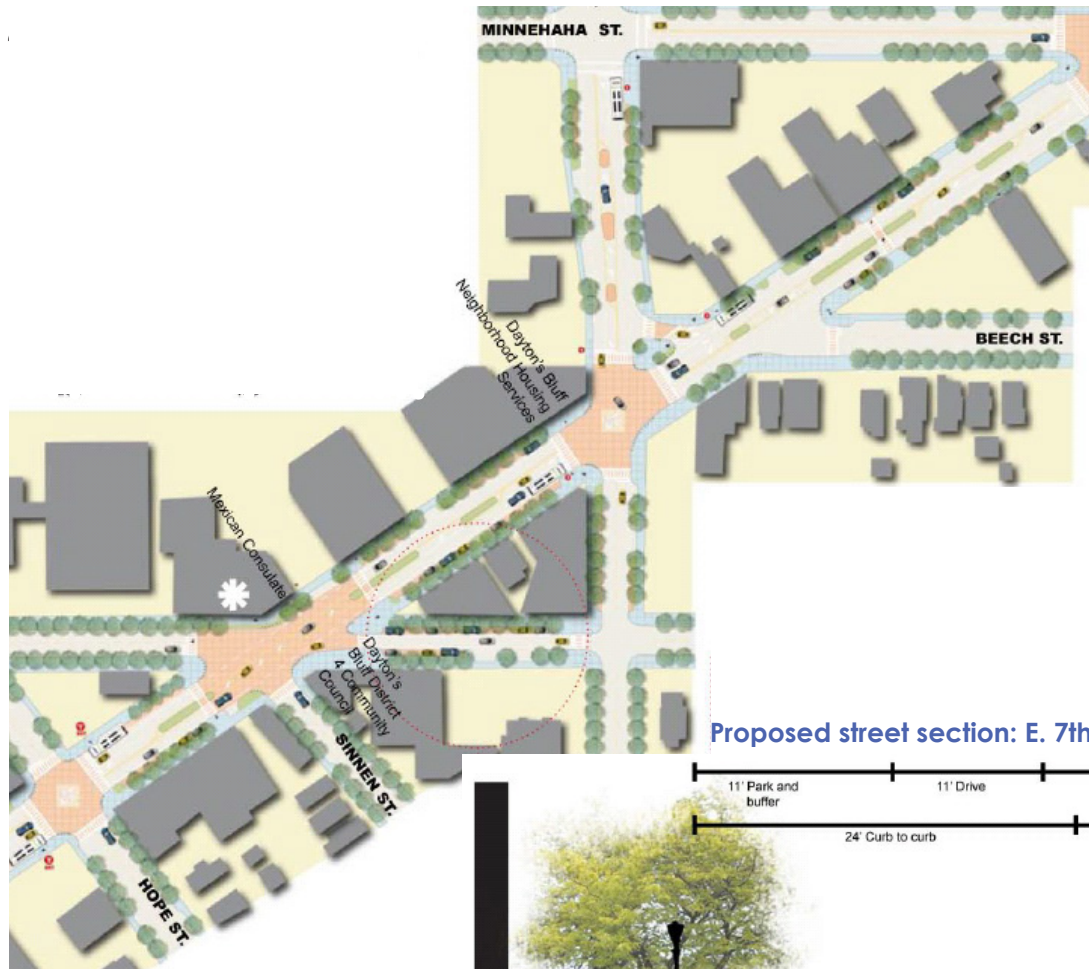 MINNEHAHA ST.
Dayton's Bluff
Neighborhood Housing
Services
BEECH ST.
Mexican Consulate
Dayton's
Bluff District
4 Community
Council
SINNEN ST.
HOPE ST.
Proposed street section: E. 7th
11' Park and
buffer
11' Drive
24' Curb to curb